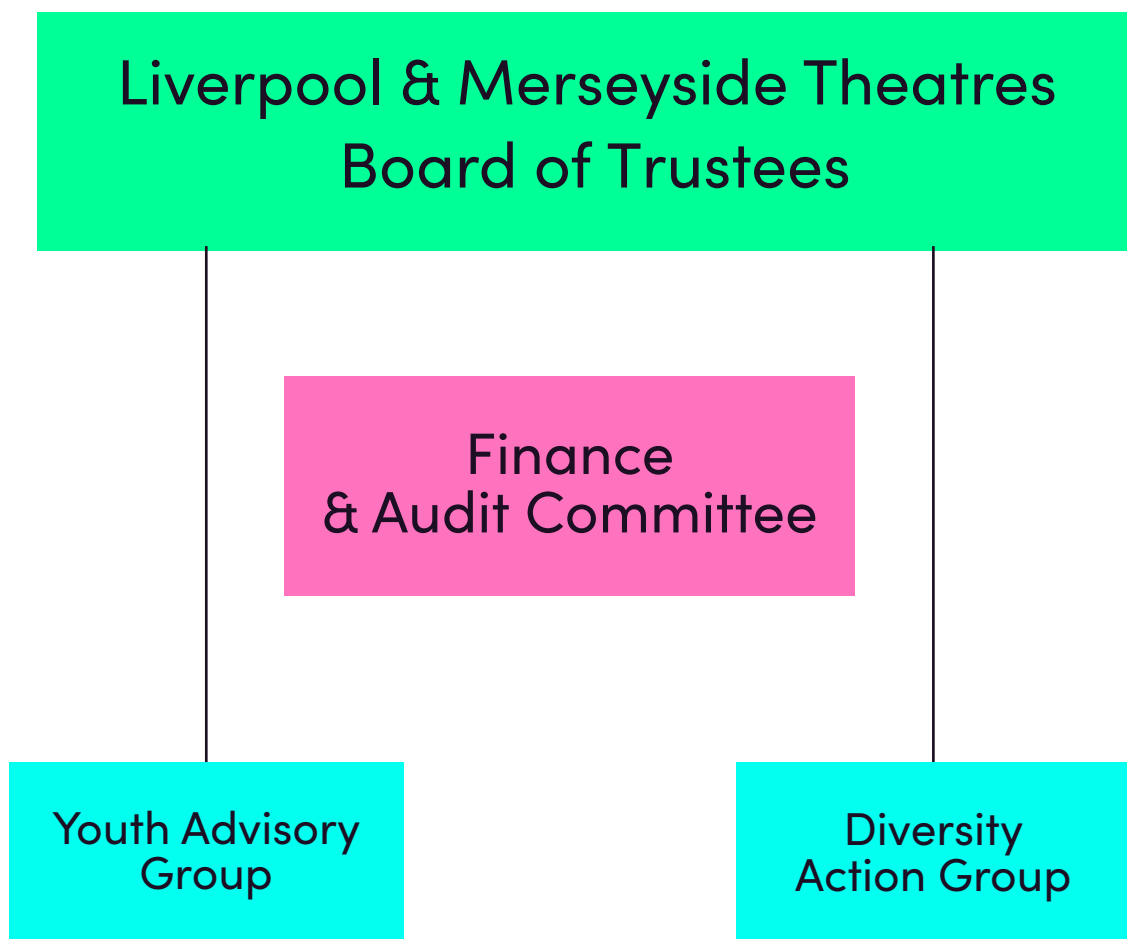 Liverpool & Merseyside Theatres
Board of Trustees
Finance
& Audit Committee
Youth Advisory
Group
Diversity
Action Group